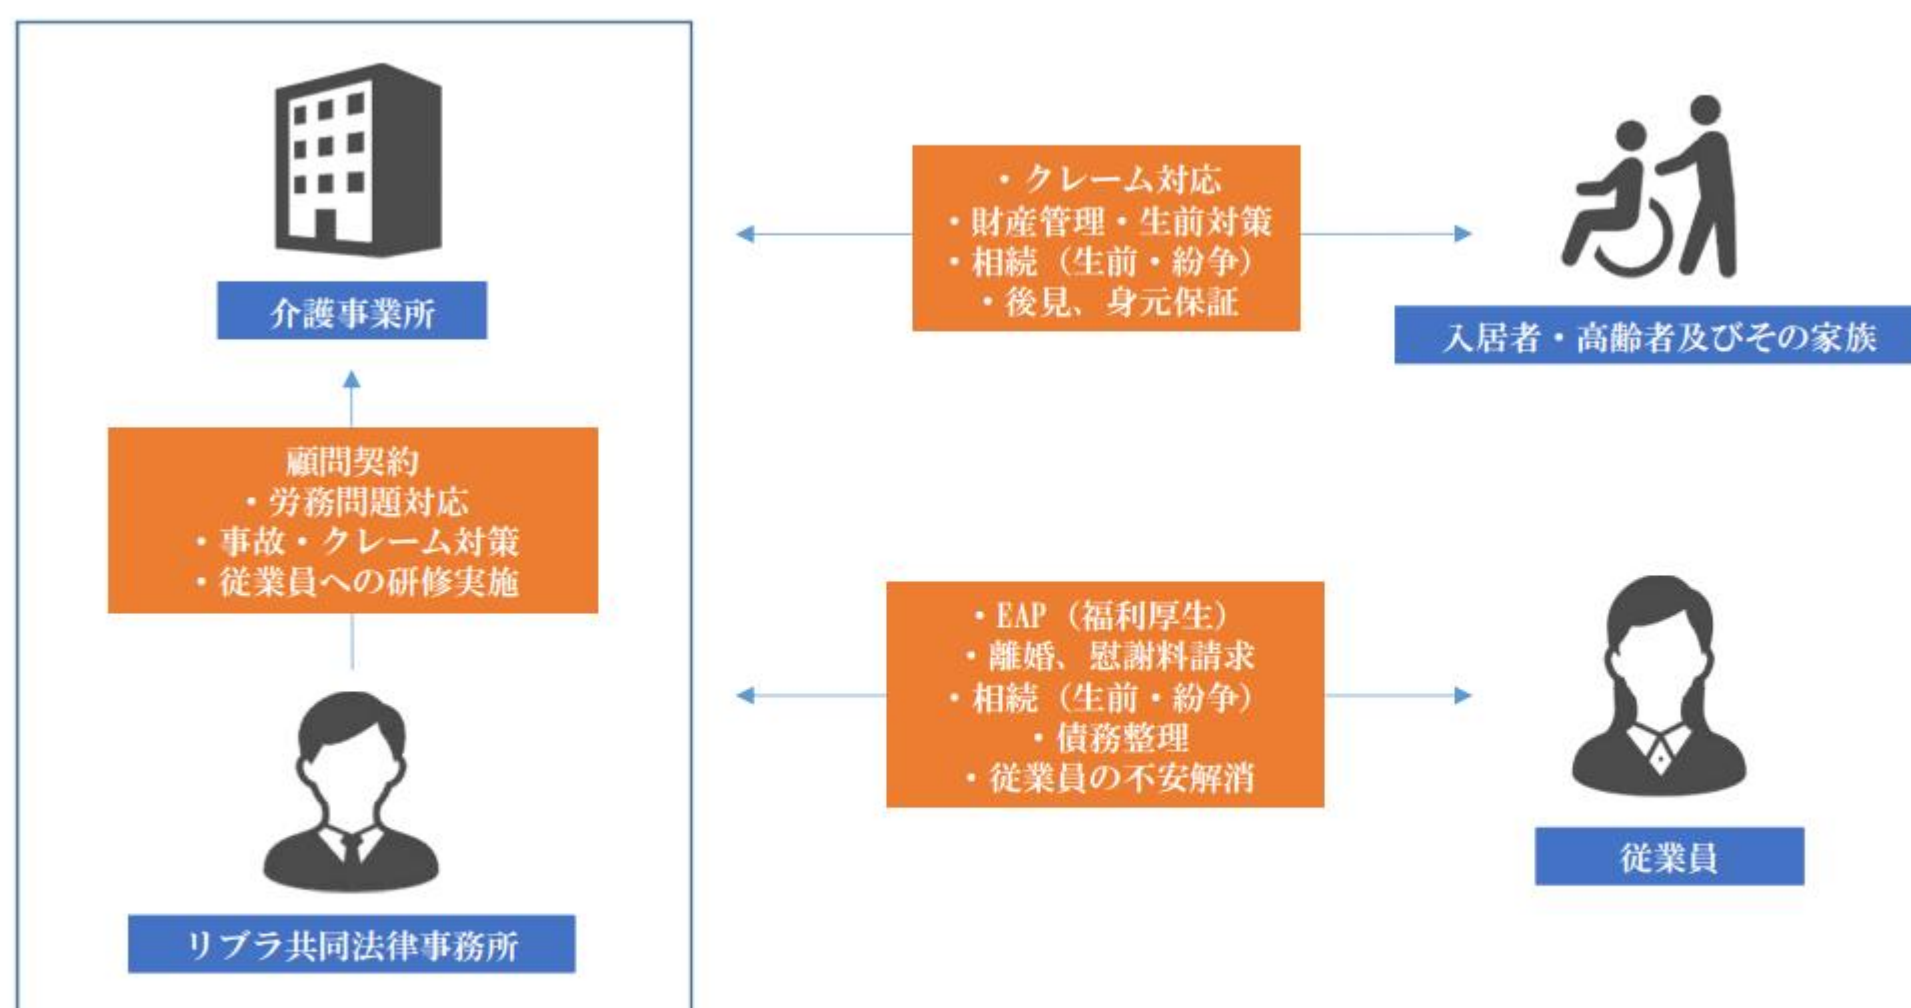 介護事業所
顧問契約
・労務問題対応
・事故・クレーム対策
・従業員への研修実施
リブラ共同法律事務所
・クレーム対応
・財産管理・生前対策
・相続（生前・紛争）
・後見、身元保証
入居者・高齢者及びその家族
・EAP（福利厚生）
・離婚、慰謝料請求
・相続（生前・紛争）
・債務整理
・従業員の不安解消
従業員